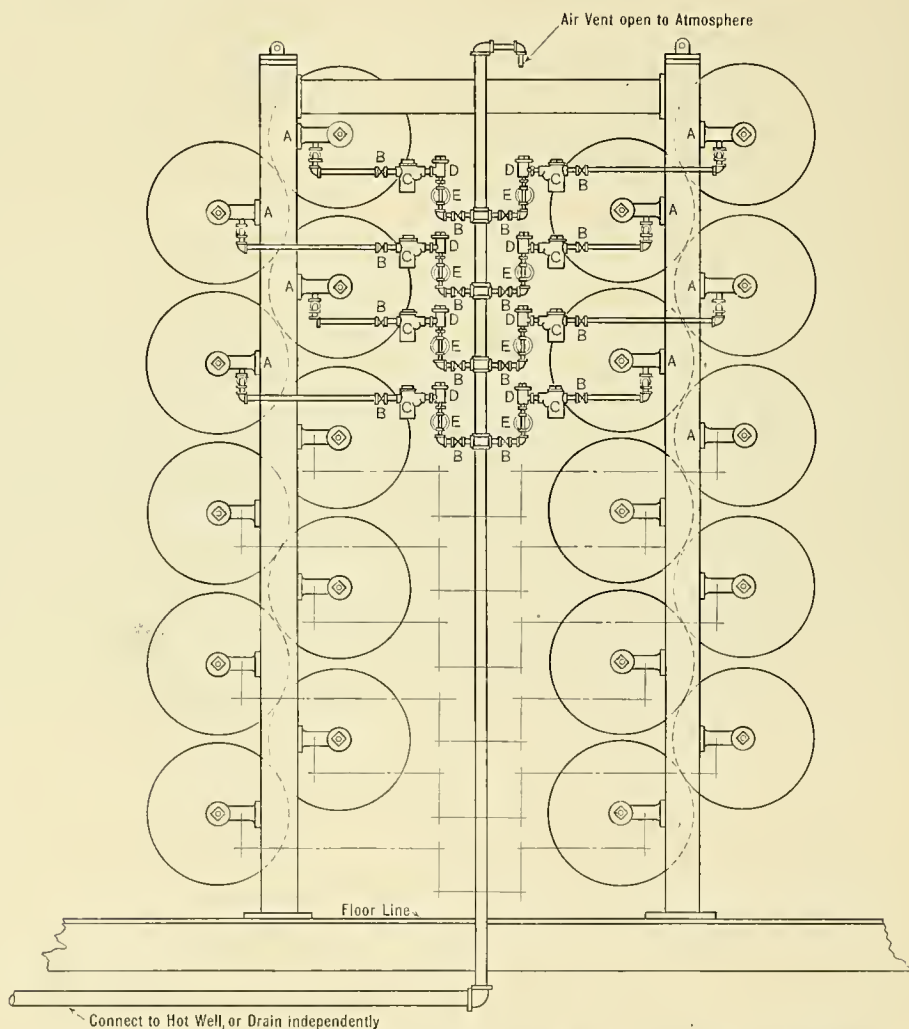 Air Vent open to Atmosphere
A A
B D D B
A C E E C A
B B B
B D D B
A C E E C A
B B B
B D D B
A C E E C A
B B B
B D D B
C E E C A
B B
Floor Line
Connect to Hot Well, or Drain independently